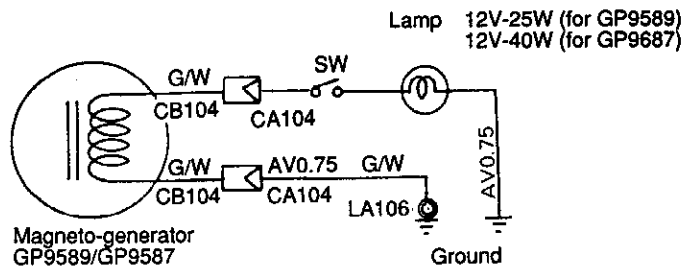 Lamp 12V-25W (for GP9589)
12V-40W (for GP9687)
SW
G/W
CB104
CA104
G/W AV0.75 G/W
CB104 CA104
AV0.75
LA106
Magneto-generator
GP9589/GP9587
Ground